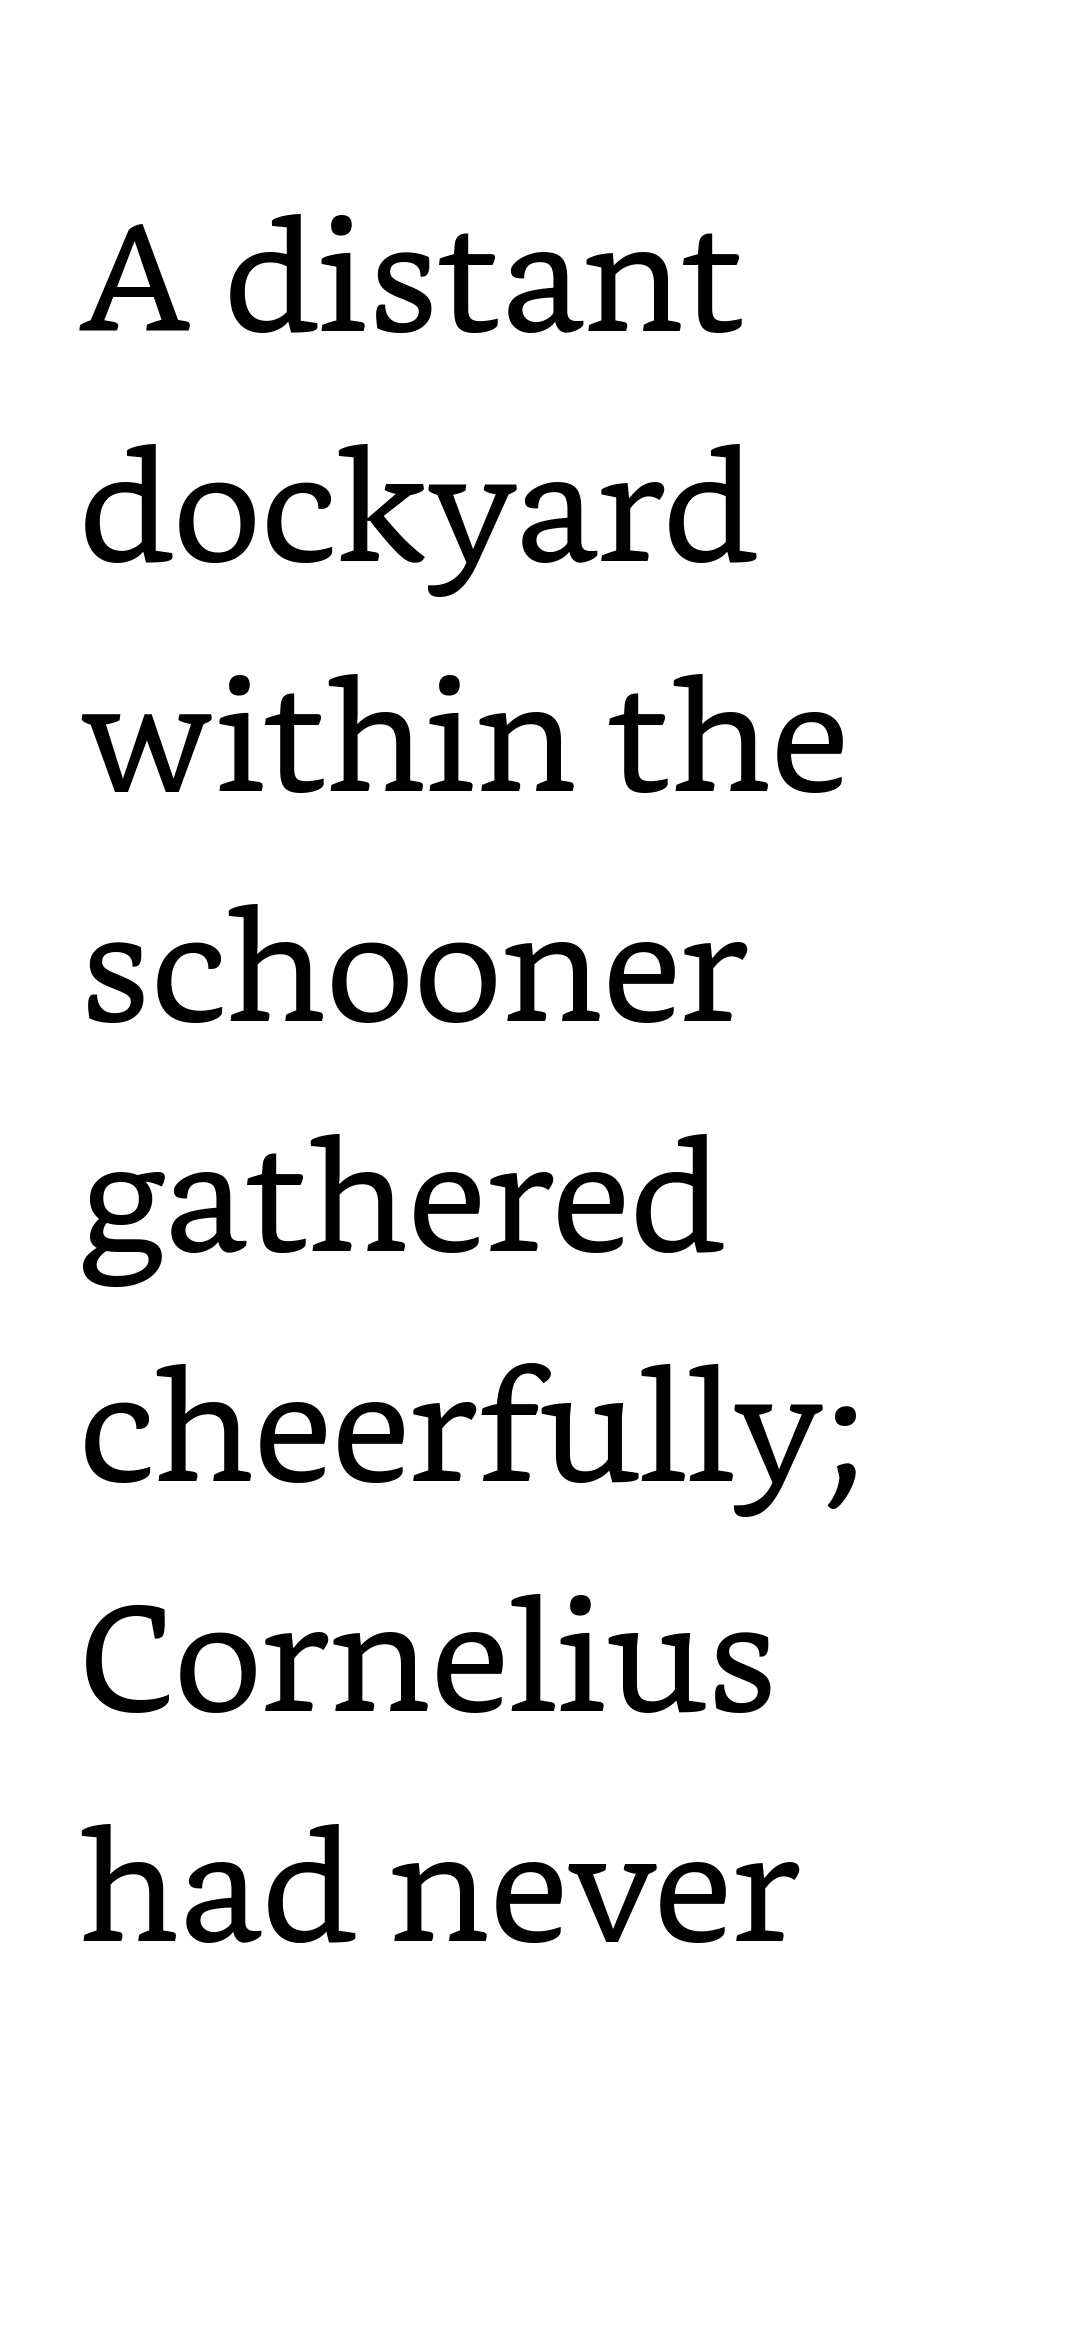 A distant
dockyard
within the
schooner
gathered
cheerfully;
Cornelius
had never